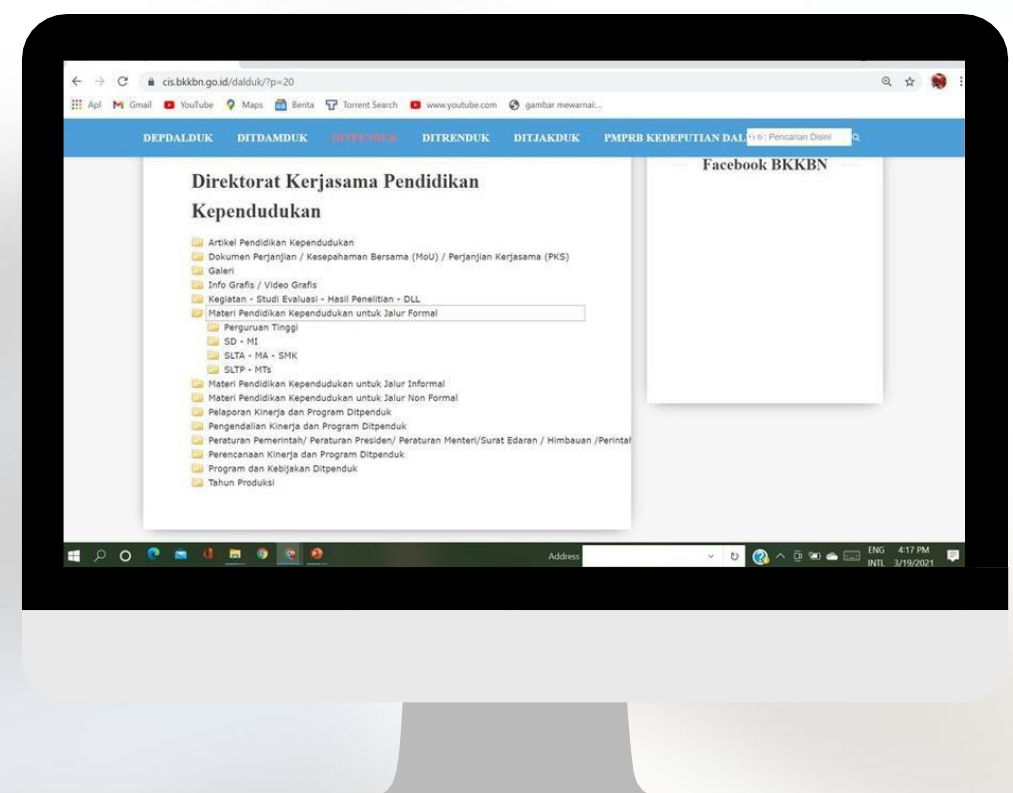 cis.bkkbn.go.id/dalduk/?p=20
Apl Gmail YouTube Maps Berita Torrent Search www.youtube.com gambar mewarnai:...
DEPDALDUK DITDAMDUK DITPENDUK DITRENDUK DITJAKDUK PMPRB KEDEPUTIAN DAL : Pencarian Disini
Facebook BKKBN
Direktorat Kerjasama Pendidikan
Kependudukan
Artikel Pendidikan Kependudukan
Dokumen Perjanjian / Kesepahaman Bersama (MoU) / Perjanjian Kerjasama (PKS)
Galeri
Info Grafis / Video Grafis
Kegiatan - Studi Evaluasi - Hasil Penelitian - DLL
Materi Pendidikan Kependudukan untuk Jalur Formal
Perguruan Tinggi
SD - MI
SLTA - MA - SMK
SLTP - MTs
Materi Pendidikan Kependudukan untuk Jalur Informal
Materi Pendidikan Kependudukan untuk Jalur Non Formal
Pelaporan Kinerja dan Program Ditpenduk
Pengendalian Kinerja dan Program Ditpenduk
Peraturan Pemerintah/ Peraturan Presiden/ Peraturan Menteri/Surat Edaran / Himbauan /Perintah
Perencanaan Kinerja dan Program Ditpenduk
Program dan Kebijakan Ditpenduk
Tahun Produksi
Address
ENG 4:17 PM
INTL 3/19/2021